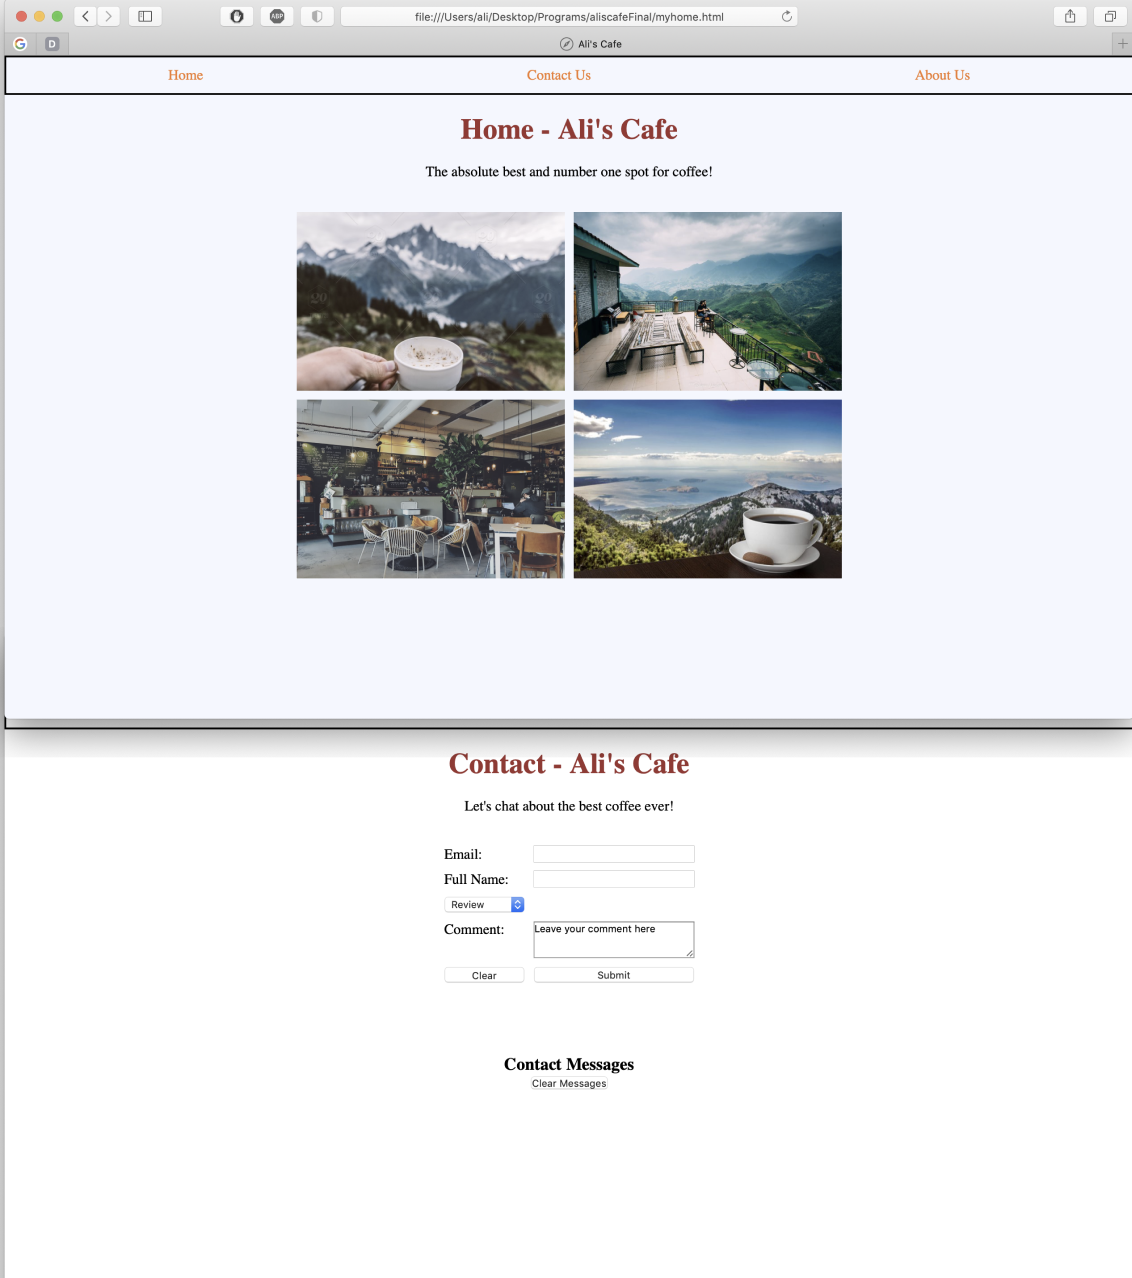 ABP
file:///Users/ali/Desktop/Programs/aliscafeFinal/myhome.html
G D Ali's Cafe
Home Contact Us About Us
Home - Ali's Cafe
The absolute best and number one spot for coffee!
Contact - Ali's Cafe
Let's chat about the best coffee ever!
Email:
Full Name:
Review
Comment: Leave your comment here
Clear Submit
Contact Messages
Clear Messages